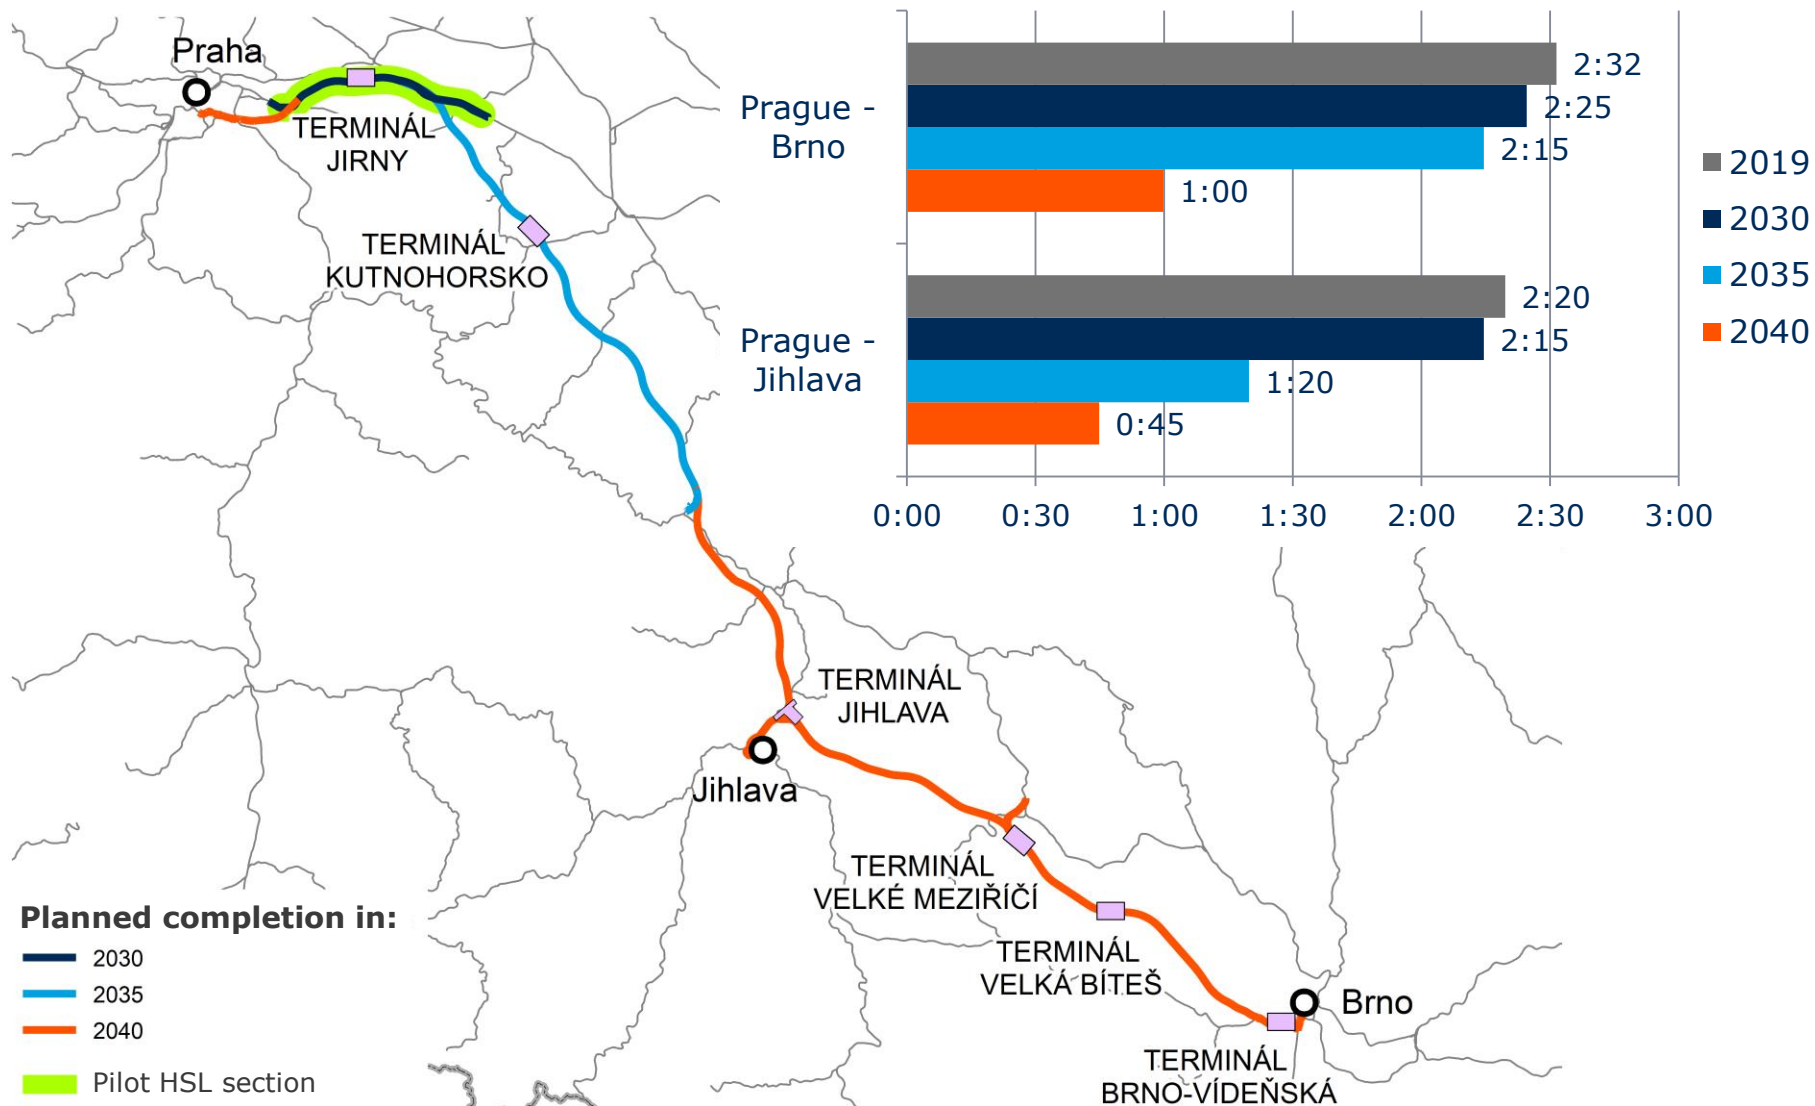 Praha
TERMINÁL
JIRNY
TERMINÁL
KUTNOHORSKO
TERMINÁL
JIHLAVA
Jihlava
TERMINÁL
VELKÉ MEZIŘÍČÍ
TERMINÁL
VELKÁ BÍTEŠ
Brno
TERMINÁL
BRNO-VÍDEŇSKÁ
Planned completion in:
2030
2035
2040
Pilot HSL section
Prague -
Brno
2:32
2:25
2:15
1:00
Prague -
Jihlava
2:20
2:15
1:20
0:45
0:00 0:30 1:00 1:30 2:00 2:30 3:00
2019
2030
2035
2040